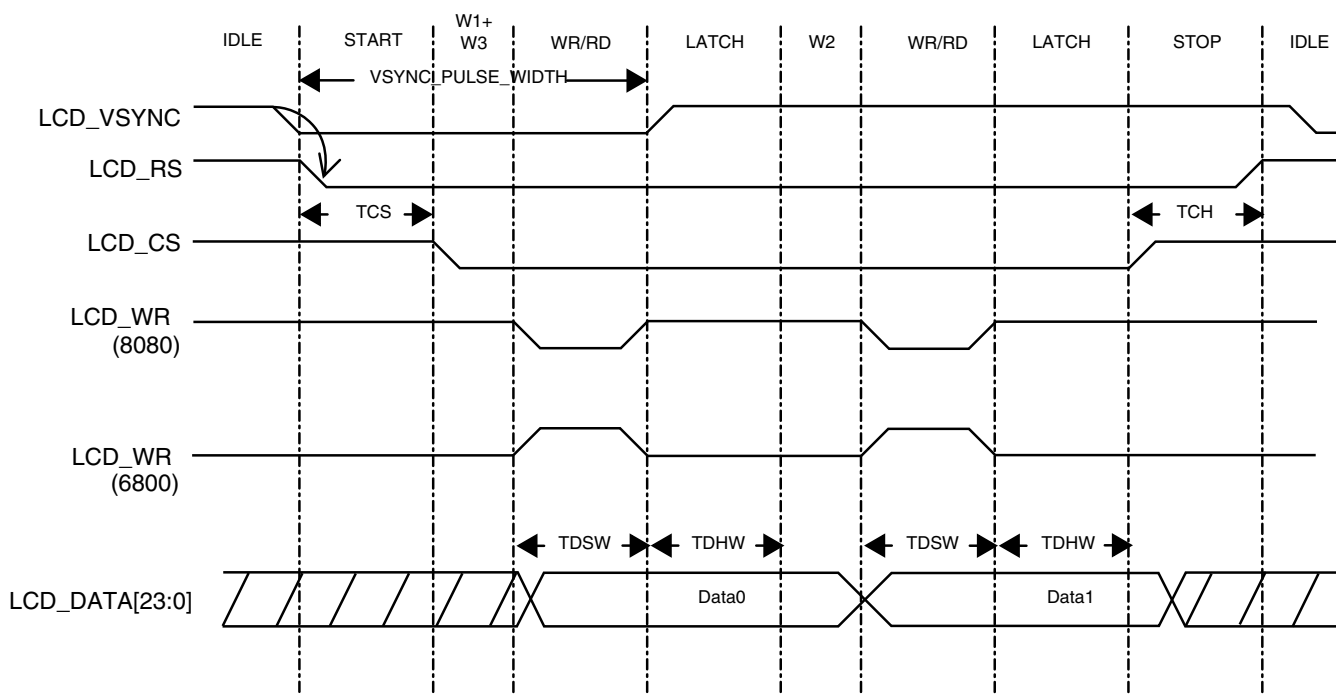 W1+
IDLE START W3 WR/RD LATCH W2 WR/RD LATCH STOP IDLE
VSYNC_PULSE_WIDTH
LCD_VSYNC
LCD_RS
TCS TCH
LCD_CS
LCD_WR
(8080)
LCD_WR
(6800)
TDSW TDHW TDSW TDHW
LCD_DATA[23:0] Data0 Data1